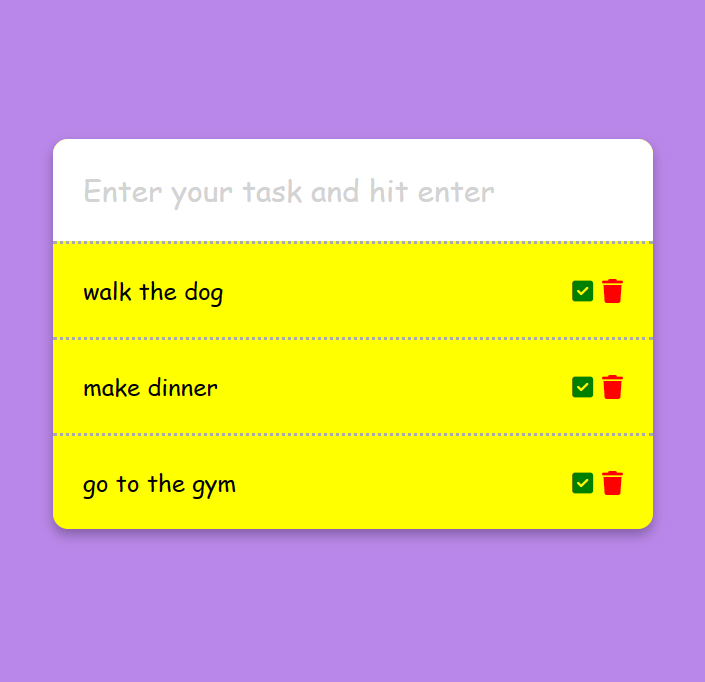 Enter your task and hit enter
walk the dog
make dinner
go to the gym